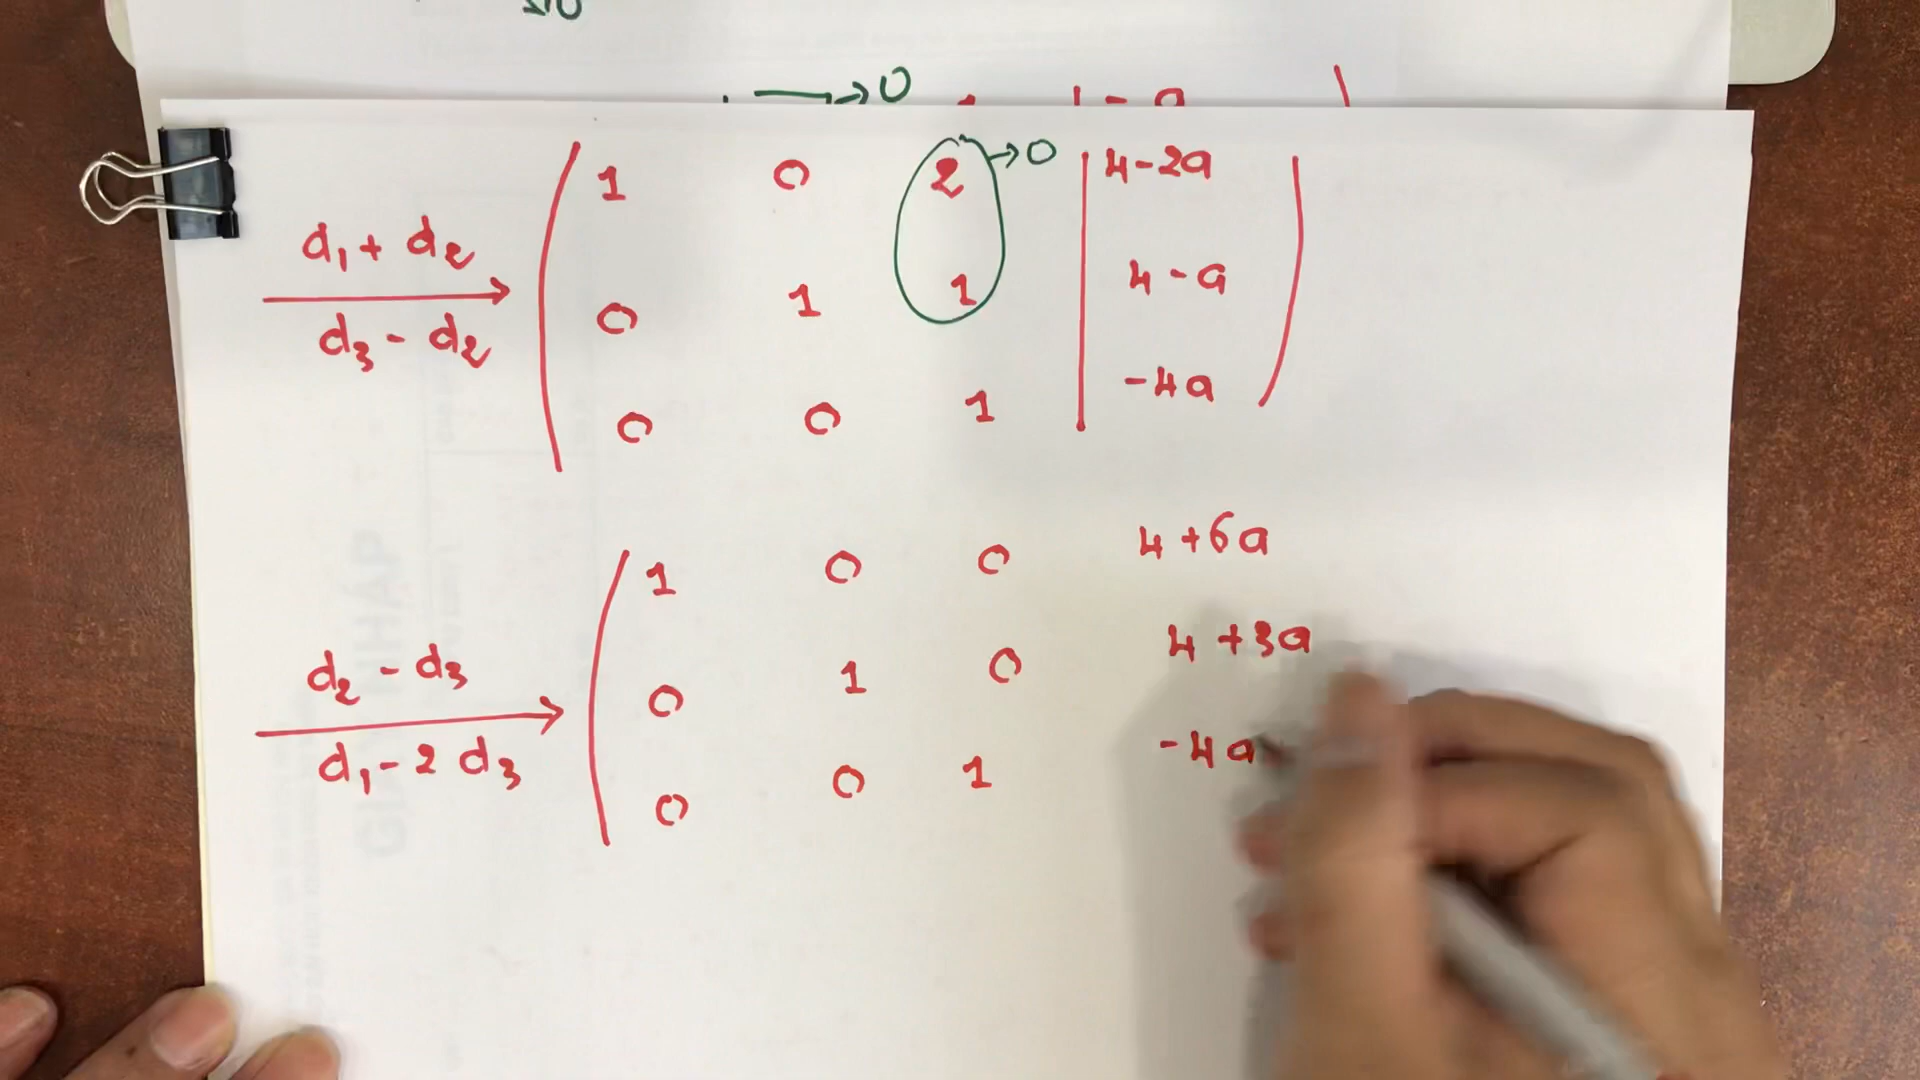 → 0
d₁ + d₂
d₃ - d₂
1 0 2 → 0 | 4-2a
0 1 1 | 4-a
0 0 1 | -4a
d₂ - d₃
d₁ - 2 d₃
1 0 0 4+6a
0 1 0 4+3a
0 0 1 -4a